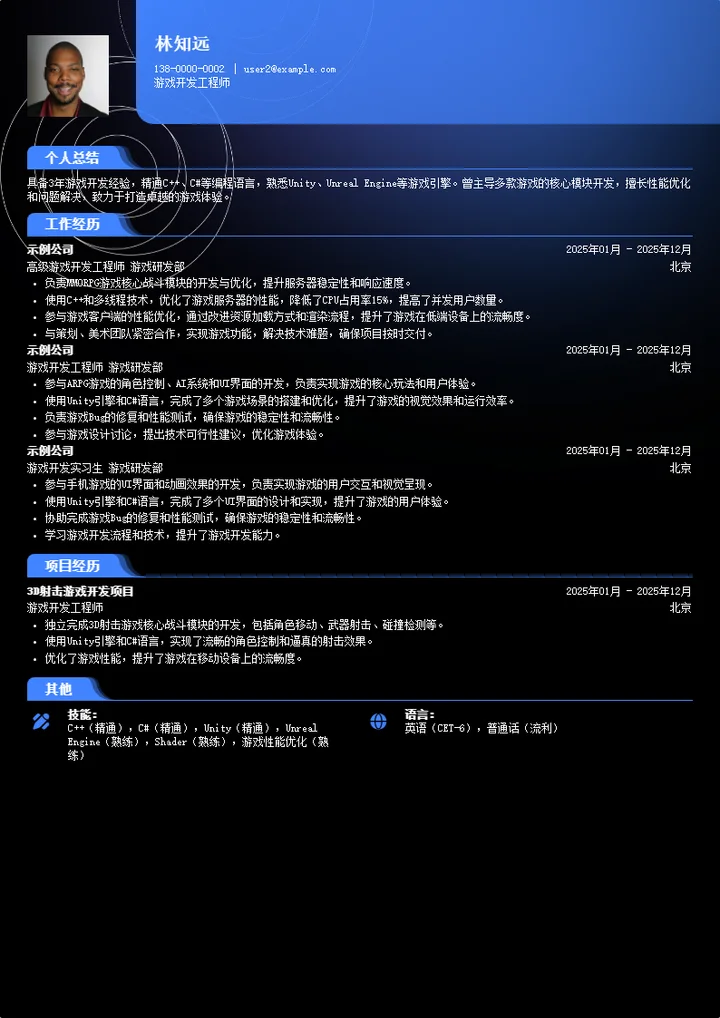 林知远
138-0000-0002 | user2@example.com
游戏开发工程师
个人总结
具备3年游戏开发经验，精通C++、C#等编程语言，熟悉Unity、Unreal Engine等游戏引擎。曾主导多款游戏的核心模块开发，擅长性能优化
和问题解决，致力于打造卓越的游戏体验。
工作经历
示例公司 2025年01月 - 2025年12月
高级游戏开发工程师 游戏研发部 北京
• 负责MMORPG游戏核心战斗模块的开发与优化，提升服务器稳定性和响应速度。
• 使用C++和多线程技术，优化了游戏服务器的性能，降低了CPU占用率15%，提高了并发用户数量。
• 参与游戏客户端的性能优化，通过改进资源加载方式和渲染流程，提升了游戏在低端设备上的流畅度。
• 与策划、美术团队紧密合作，实现游戏功能，解决技术难题，确保项目按时交付。
示例公司 2025年01月 - 2025年12月
游戏开发工程师 游戏研发部 北京
• 参与ARPG游戏的角色控制、AI系统和UI界面的开发，负责实现游戏的核心玩法和用户体验。
• 使用Unity引擎和C#语言，完成了多个游戏场景的搭建和优化，提升了游戏的视觉效果和运行效率。
• 负责游戏Bug的修复和性能测试，确保游戏的稳定性和流畅性。
• 参与游戏设计讨论，提出技术可行性建议，优化游戏体验。
示例公司 2025年01月 - 2025年12月
游戏开发实习生 游戏研发部 北京
• 参与手机游戏的UI界面和动画效果的开发，负责实现游戏的用户交互和视觉呈现。
• 使用Unity引擎和C#语言，完成了多个UI界面的设计和实现，提升了游戏的用户体验。
• 协助完成游戏Bug的修复和性能测试，确保游戏的稳定性和流畅性。
• 学习游戏开发流程和技术，提升了游戏开发能力。
项目经历
3D射击游戏开发项目 2025年01月 - 2025年12月
游戏开发工程师 北京
• 独立完成3D射击游戏核心战斗模块的开发，包括角色移动、武器射击、碰撞检测等。
• 使用Unity引擎和C#语言，实现了流畅的角色控制和逼真的射击效果。
• 优化了游戏性能，提升了游戏在移动设备上的流畅度。
其他
技能：
C++（精通），C#（精通），Unity（精通），Unreal
Engine（熟练），Shader（熟练），游戏性能优化（熟
练）
语言：
英语（CET-6），普通话（流利）